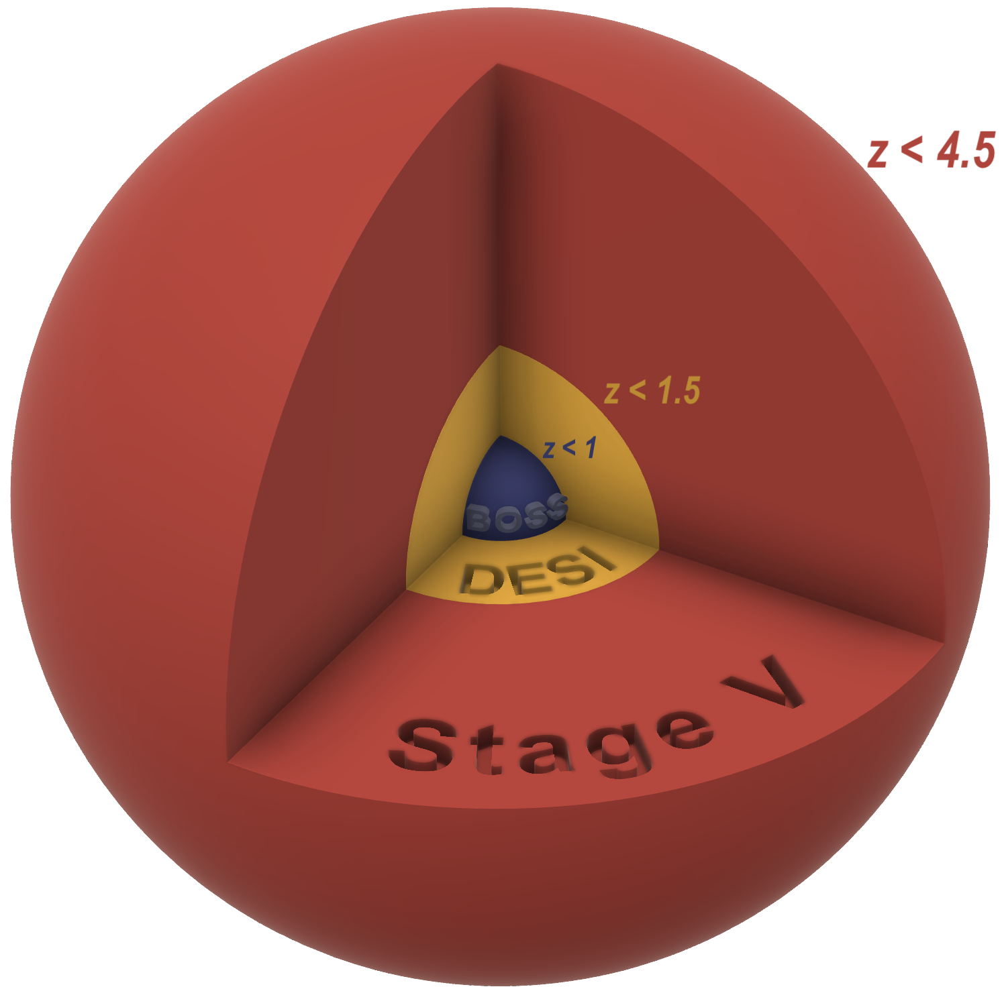 z < 4.5
z < 1.5
z < 1
BOSS
DESI
Stage V